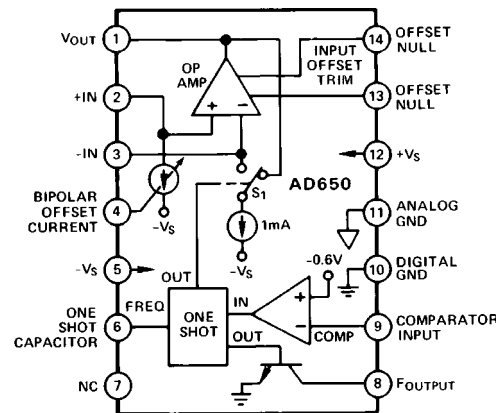 VOUT
1
+IN
2
-IN
3
BIPOLAR
OFFSET
CURRENT
4
-VS
5
ONE
SHOT
CAPACITOR
6
NC
7
OP
AMP
+
−
INPUT
OFFSET
TRIM
S1
AD650
1mA
-VS
-VS
OUT
FREQ
ONE
SHOT
IN
OUT
-0.6V
+
−
COMP
14
OFFSET
NULL
13
OFFSET
NULL
12
+VS
11
ANALOG
GND
10
DIGITAL
GND
9
COMPARATOR
INPUT
8
FOUTPUT